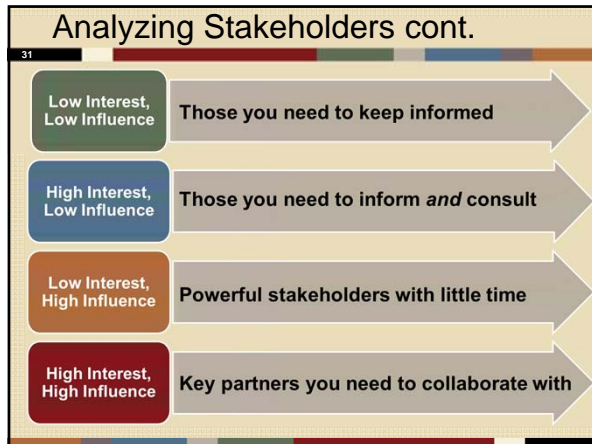 Analyzing Stakeholders cont.
31
Low Interest,
Low Influence
Those you need to keep informed
High Interest,
Low Influence
Those you need to inform and consult
Low Interest,
High Influence
Powerful stakeholders with little time
High Interest,
High Influence
Key partners you need to collaborate with